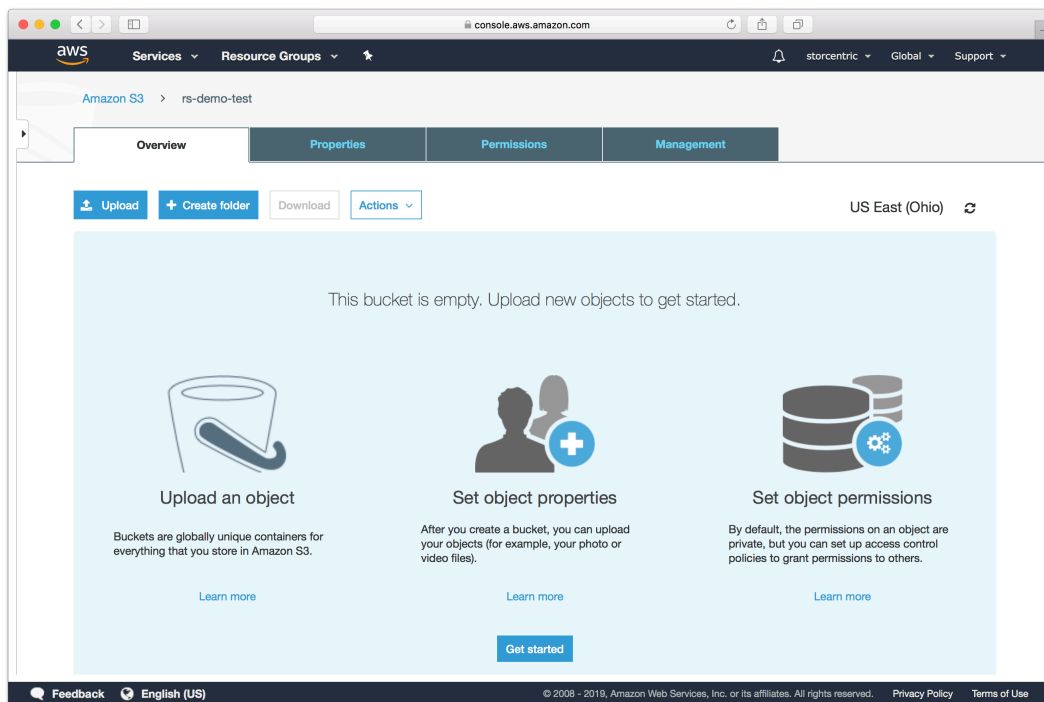 console.aws.amazon.com
aws Services Resource Groups storcentric Global Support
Amazon S3 > rs-demo-test
Overview Properties Permissions Management
Upload + Create folder Download Actions US East (Ohio)
This bucket is empty. Upload new objects to get started.
Upload an object
Buckets are globally unique containers for
everything that you store in Amazon S3.
Learn more
Set object properties
After you create a bucket, you can upload
your objects (for example, your photo or
video files).
Learn more
Set object permissions
By default, the permissions on an object are
private, but you can set up access control
policies to grant permissions to others.
Learn more
Get started
Feedback English (US) © 2008 - 2019, Amazon Web Services, Inc. or its affiliates. All rights reserved. Privacy Policy Terms of Use